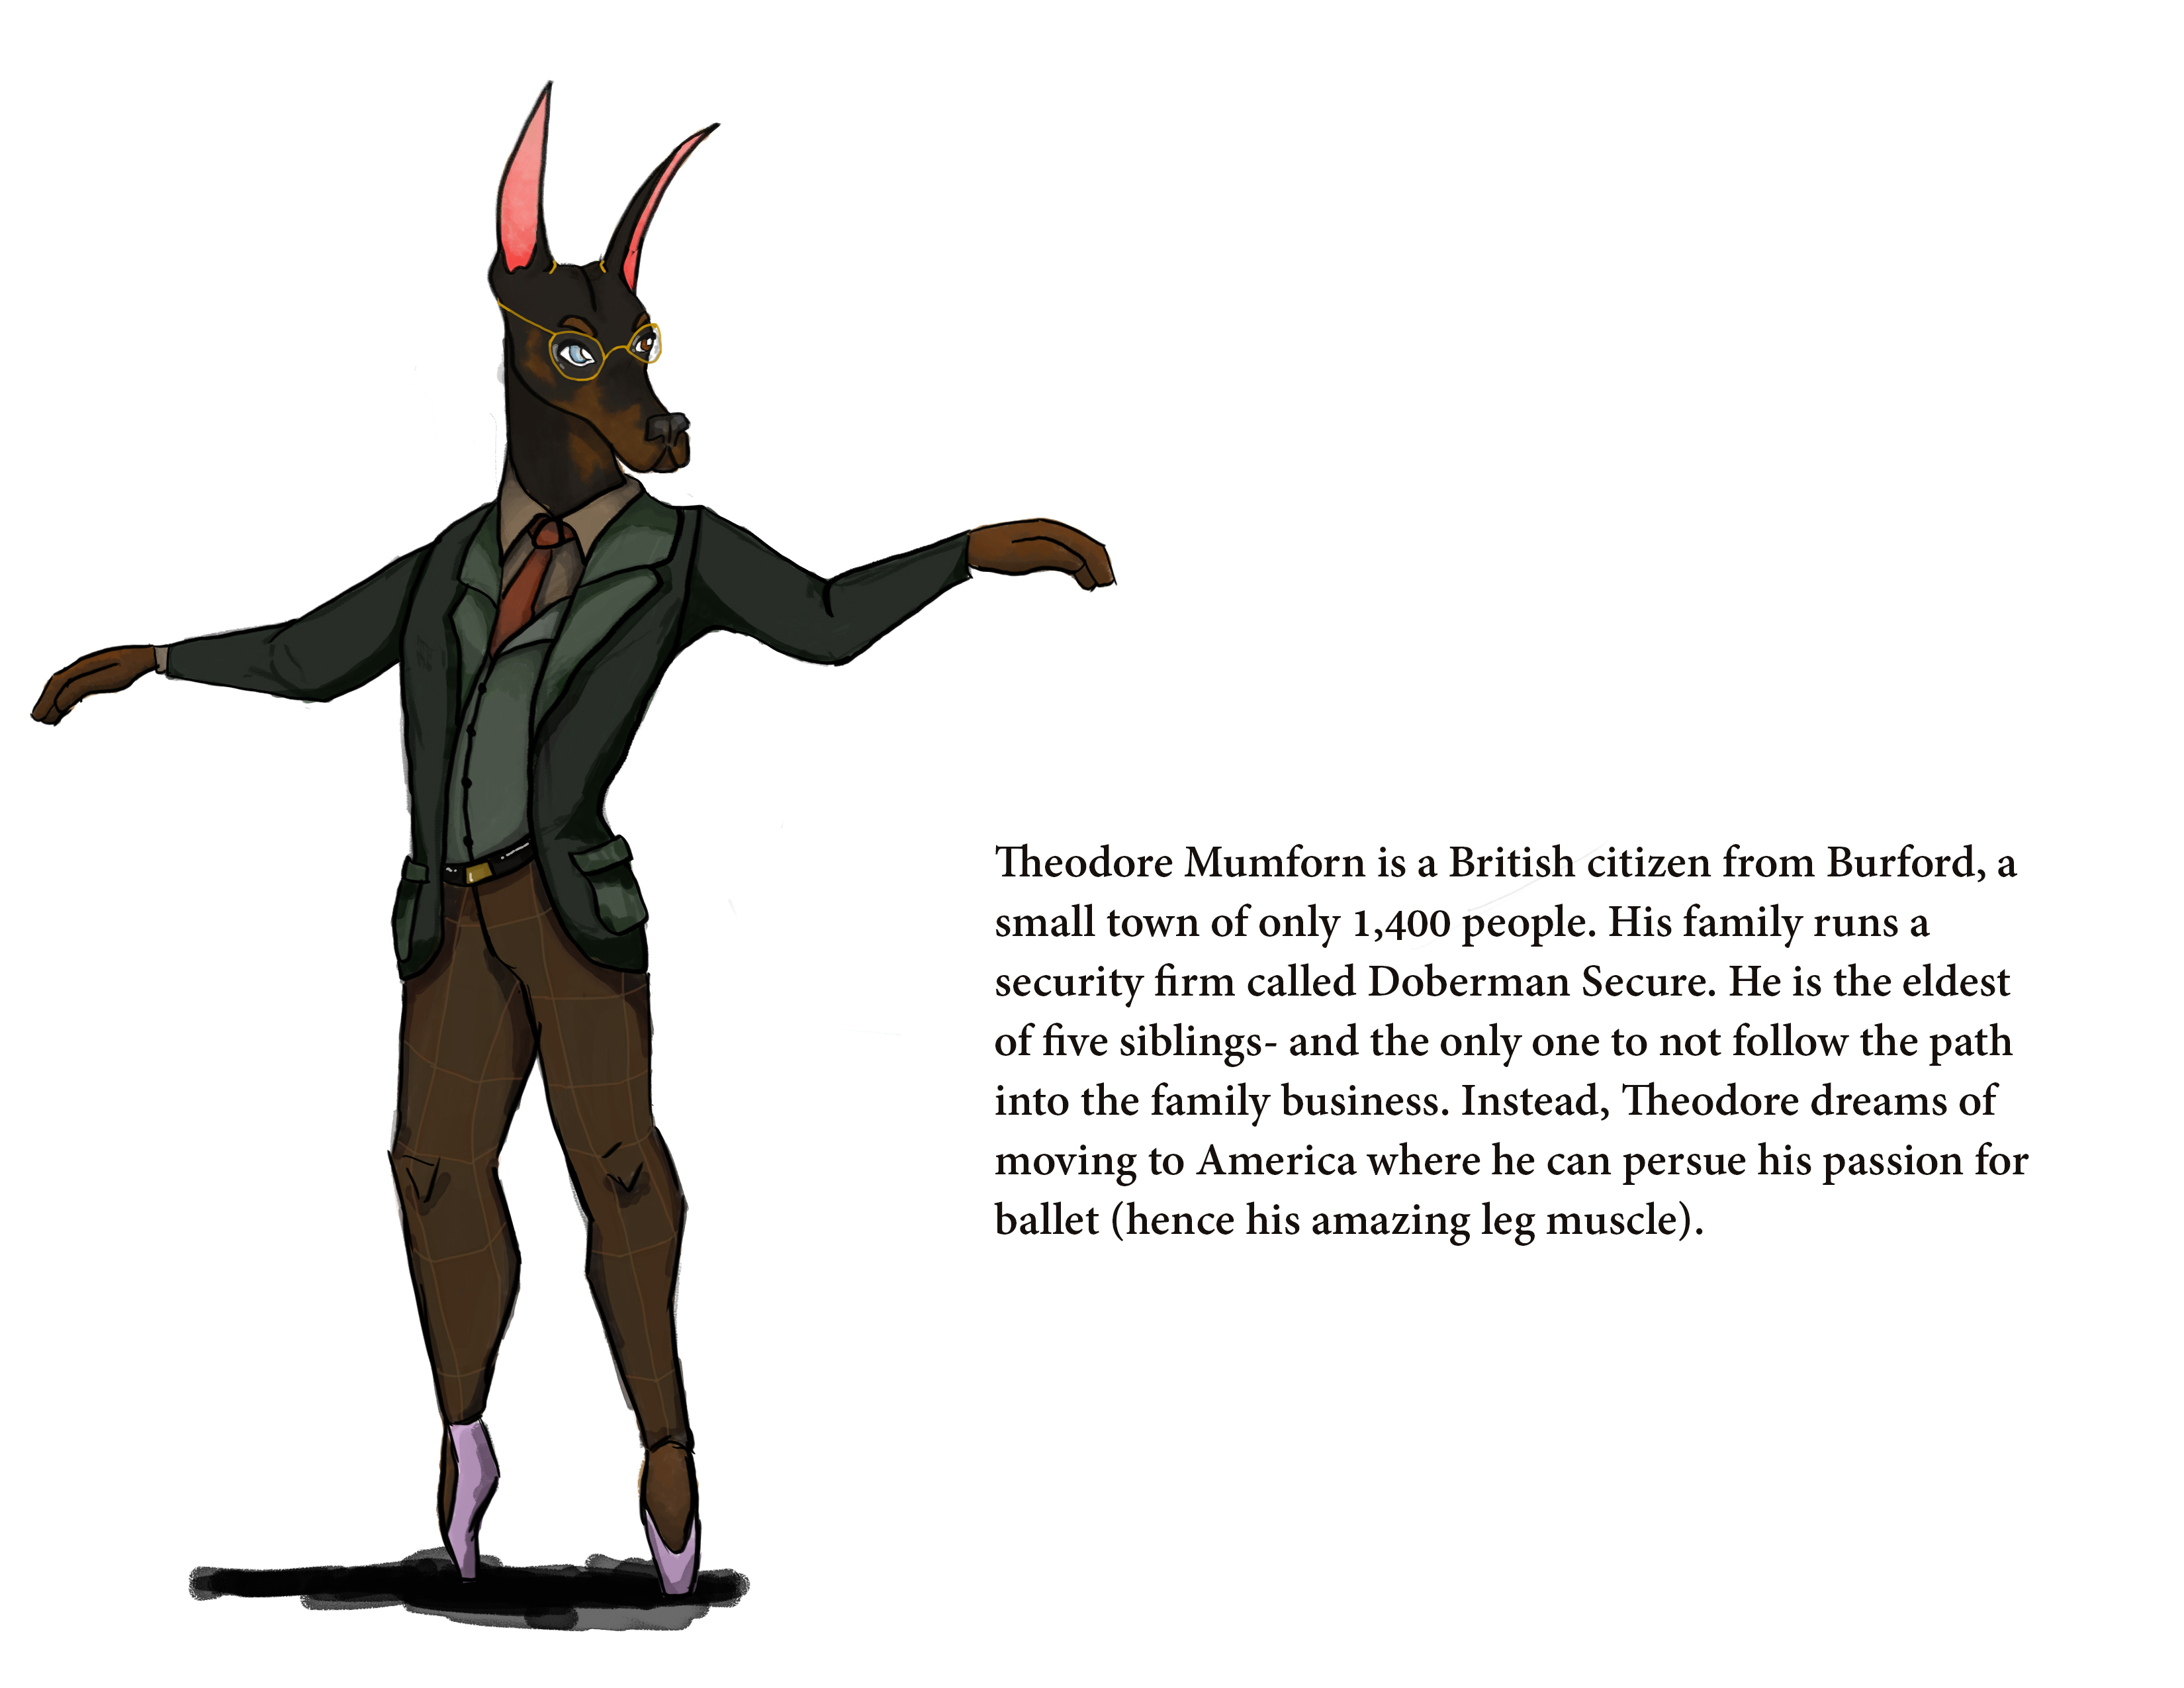 Theodore Mumforn is a British citizen from Burford, a
small town of only 1,400 people. His family runs a
security firm called Doberman Secure. He is the eldest
of five siblings- and the only one to not follow the path
into the family business. Instead, Theodore dreams of
moving to America where he can persue his passion for
ballet (hence his amazing leg muscle).